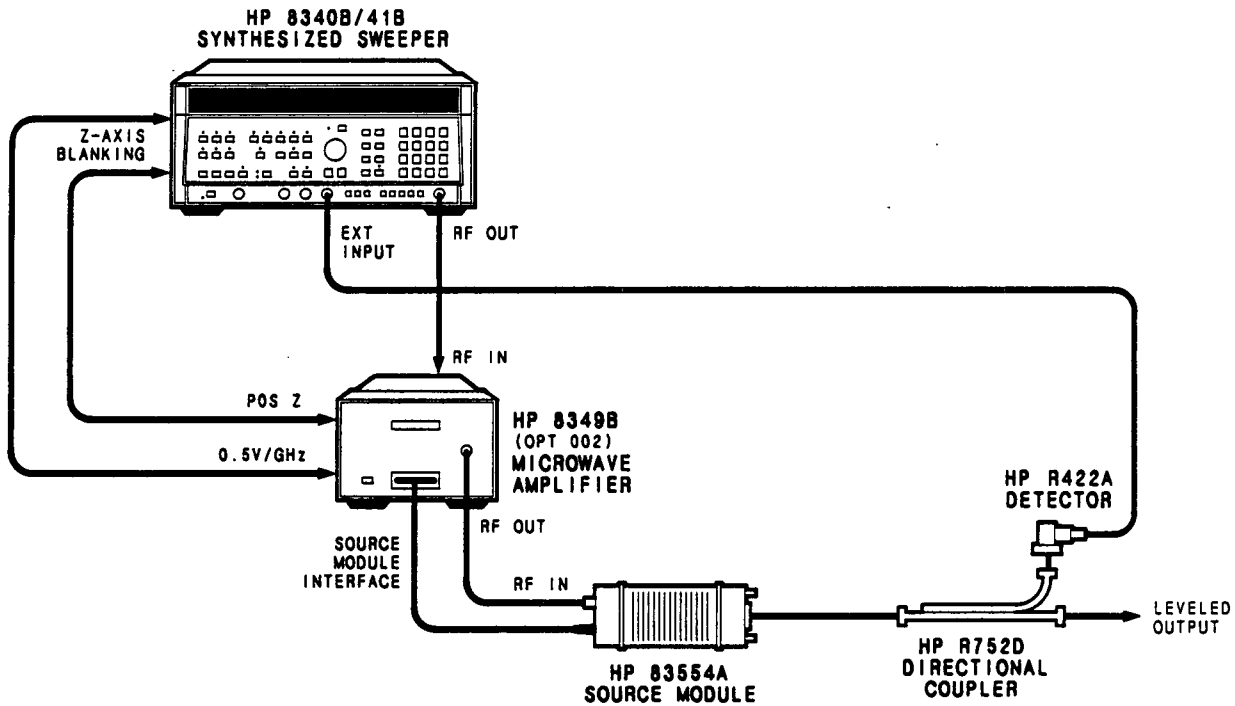 HP 8340B/41B
SYNTHESIZED SWEEPER
Z-AXIS
BLANKING
EXT
INPUT
RF OUT
RF IN
POS Z
0.5V/GHz
HP 8349B
(OPT 002)
MICROWAVE
AMPLIFIER
HP R422A
DETECTOR
RF OUT
SOURCE
MODULE
INTERFACE
RF IN
LEVELED
OUTPUT
HP 83554A
SOURCE MODULE
HP R752D
DIRECTIONAL
COUPLER